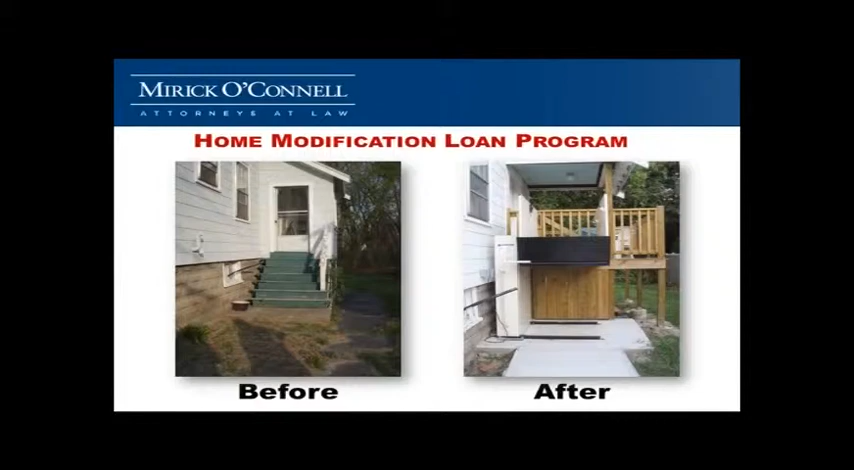 MIRICK O'CONNELL
ATTORNEYS AT LAW
HOME MODIFICATION LOAN PROGRAM
Before
After